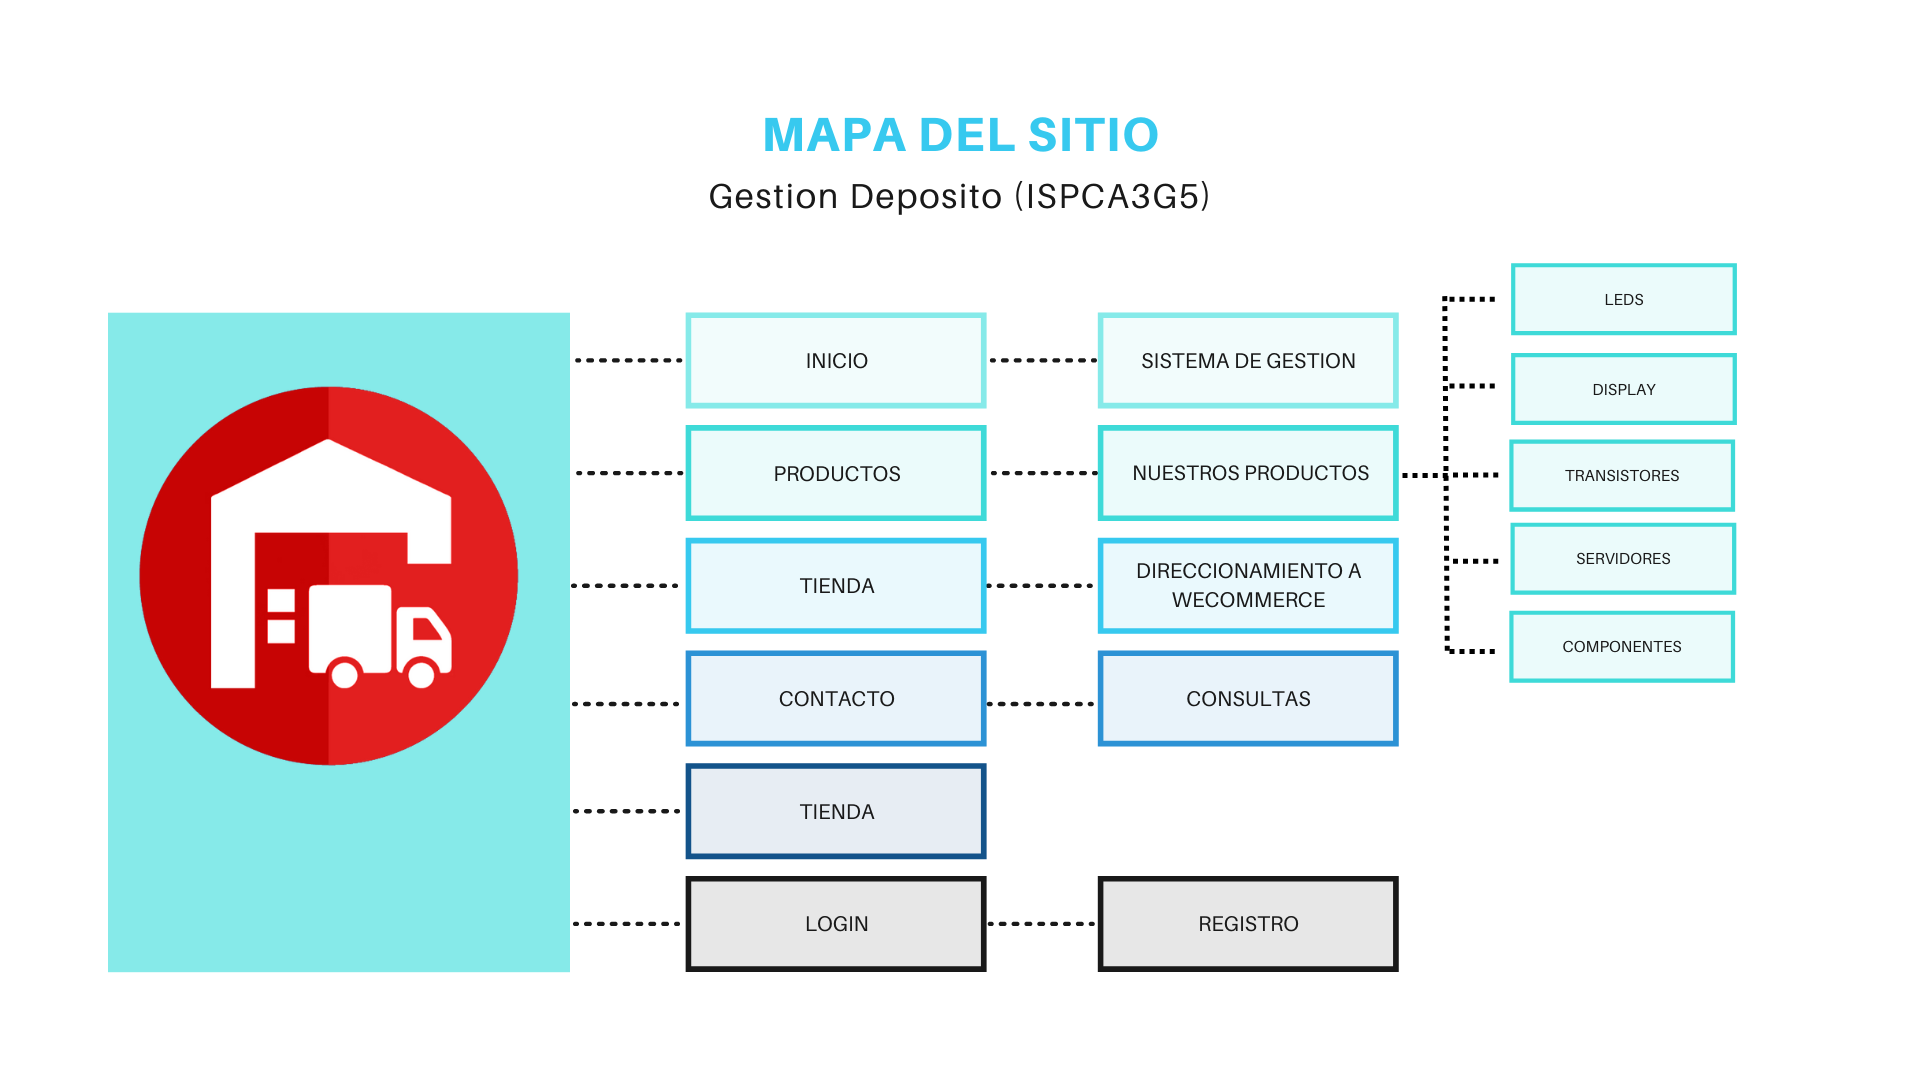 MAPA DEL SITIO
Gestion Deposito (ISPCA3G5)
INICIO
SISTEMA DE GESTION
PRODUCTOS
NUESTROS PRODUCTOS
LEDS
DISPLAY
TRANSISTORES
SERVIDORES
COMPONENTES
TIENDA
DIRECCIONAMIENTO A
WECOMMERCE
CONTACTO
CONSULTAS
TIENDA
LOGIN
REGISTRO